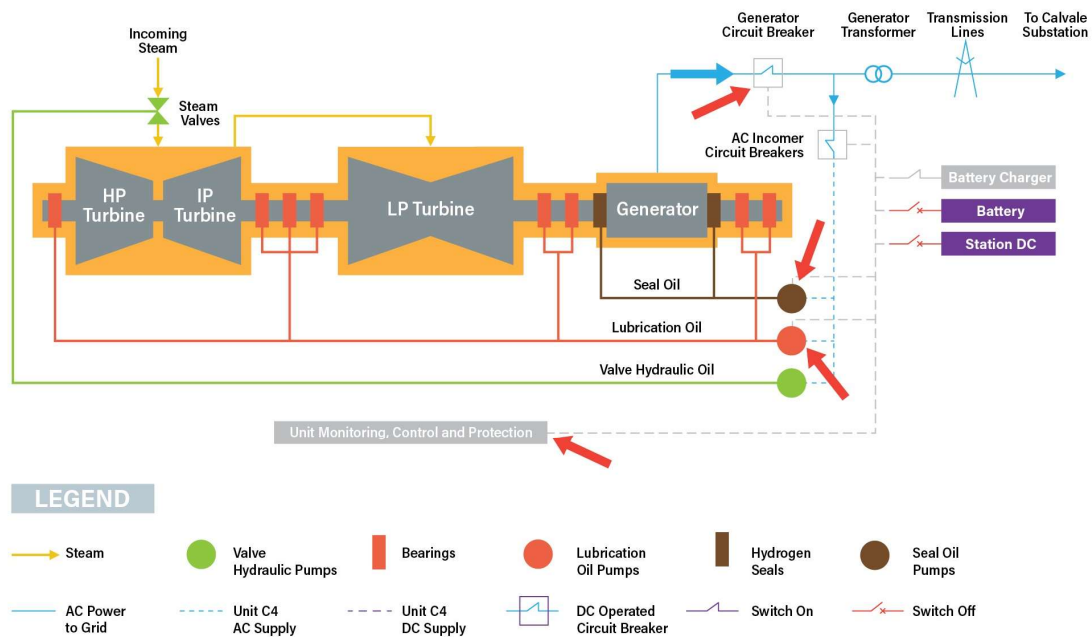 Generator
Circuit Breaker
Generator
Transformer
Transmission
Lines
To Calvale
Substation
Incoming
Steam
Steam
Valves
AC Incomer
Circuit Breakers
HP
Turbine
IP
Turbine
LP Turbine
Generator
Battery Charger
Battery
Station DC
Seal Oil
Lubrication Oil
Valve Hydraulic Oil
Unit Monitoring, Control and Protection
LEGEND
Steam
Valve
Hydraulic Pumps
Bearings
Lubrication
Oil Pumps
Hydrogen
Seals
Seal Oil
Pumps
AC Power
to Grid
Unit C4
AC Supply
Unit C4
DC Supply
DC Operated
Circuit Breaker
Switch On
Switch Off